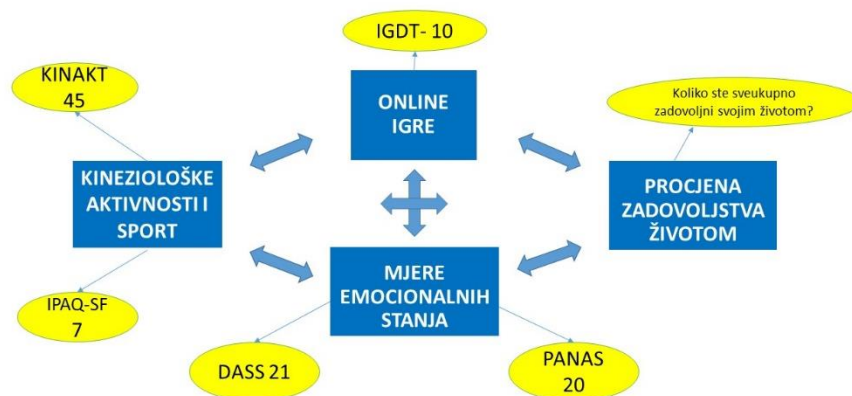 IGDT- 10
KINAKT
45
ONLINE
IGRE
Koliko ste sveukupno
zadovoljni svojim životom?
KINEZIOLOŠKE
AKTIVNOSTI I
SPORT
PROCJENA
ZADOVOLJSTVA
ŽIVOTOM
MJERE
EMOCIONALNIH
STANJA
IPAQ-SF
7
DASS 21
PANAS
20